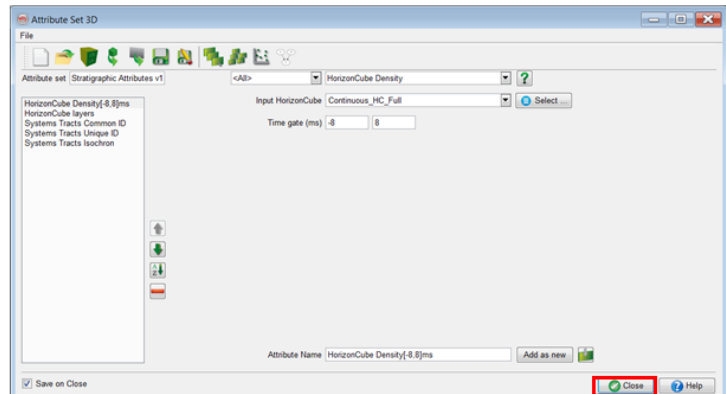 Attribute Set 3D
File
Attribute set Stratigraphic Attributes v1 <All> HorizonCube Density
Input HorizonCube Continuous_HC_Full Select ...
Time gate (ms) -8 8
HorizonCube Density[-8,8]ms
HorizonCube layers
Systems Tracts Common ID
Systems Tracts Unique ID
Systems Tracts Isochron
Attribute Name HorizonCube Density[-8,8]ms Add as new
Save on Close Close Help